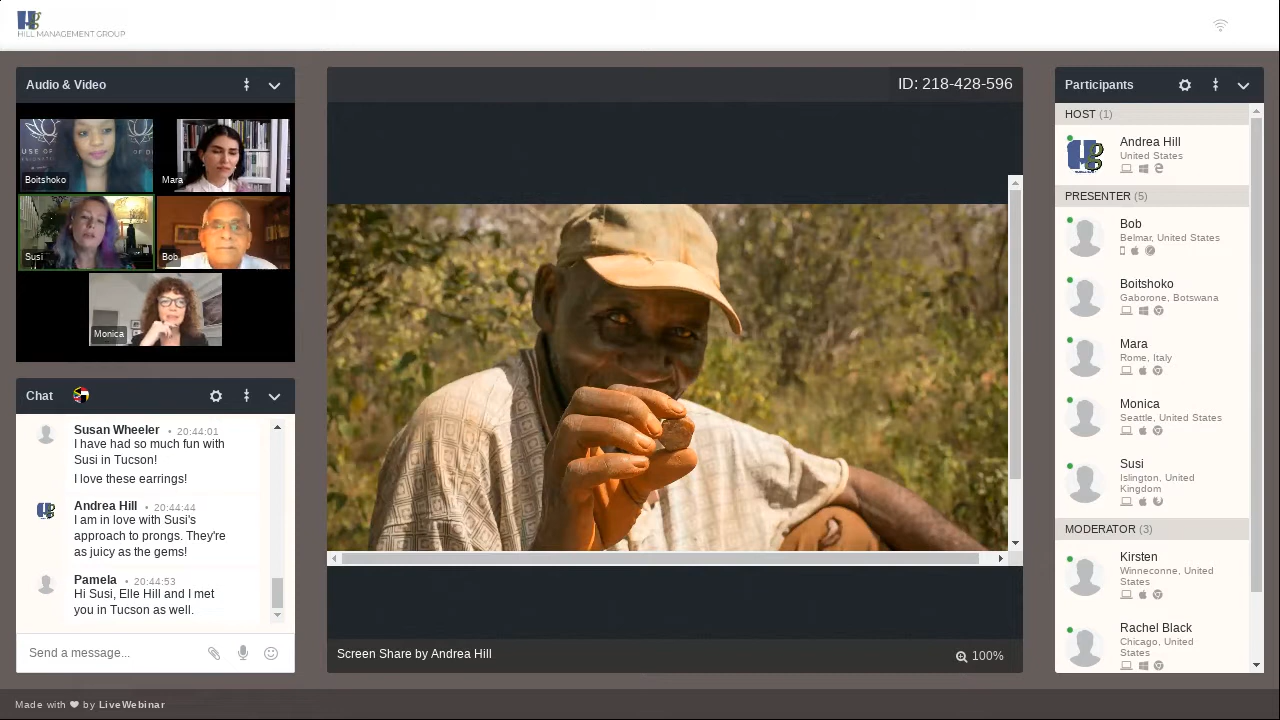 HILL MANAGEMENT GROUP
Audio & Video
Boitshoko
Mara
Susi
Bob
Monica
Chat
Susan Wheeler • 20:44:01
I have had so much fun with
Susi in Tucson!
I love these earrings!
Andrea Hill • 20:44:44
I am in love with Susi's
approach to prongs. They're
as juicy as the gems!
Pamela • 20:44:53
Hi Susi, Elle Hill and I met
you in Tucson as well.
Send a message...
ID: 218-428-596
Screen Share by Andrea Hill
100%
Participants
HOST (1)
Andrea Hill
United States
PRESENTER (5)
Bob
Belmar, United States
Boitshoko
Gaborone, Botswana
Mara
Rome, Italy
Monica
Seattle, United States
Susi
Islington, United
Kingdom
MODERATOR (3)
Kirsten
Winneconne, United
States
Rachel Black
Chicago, United
States
Made with ❤ by LiveWebinar